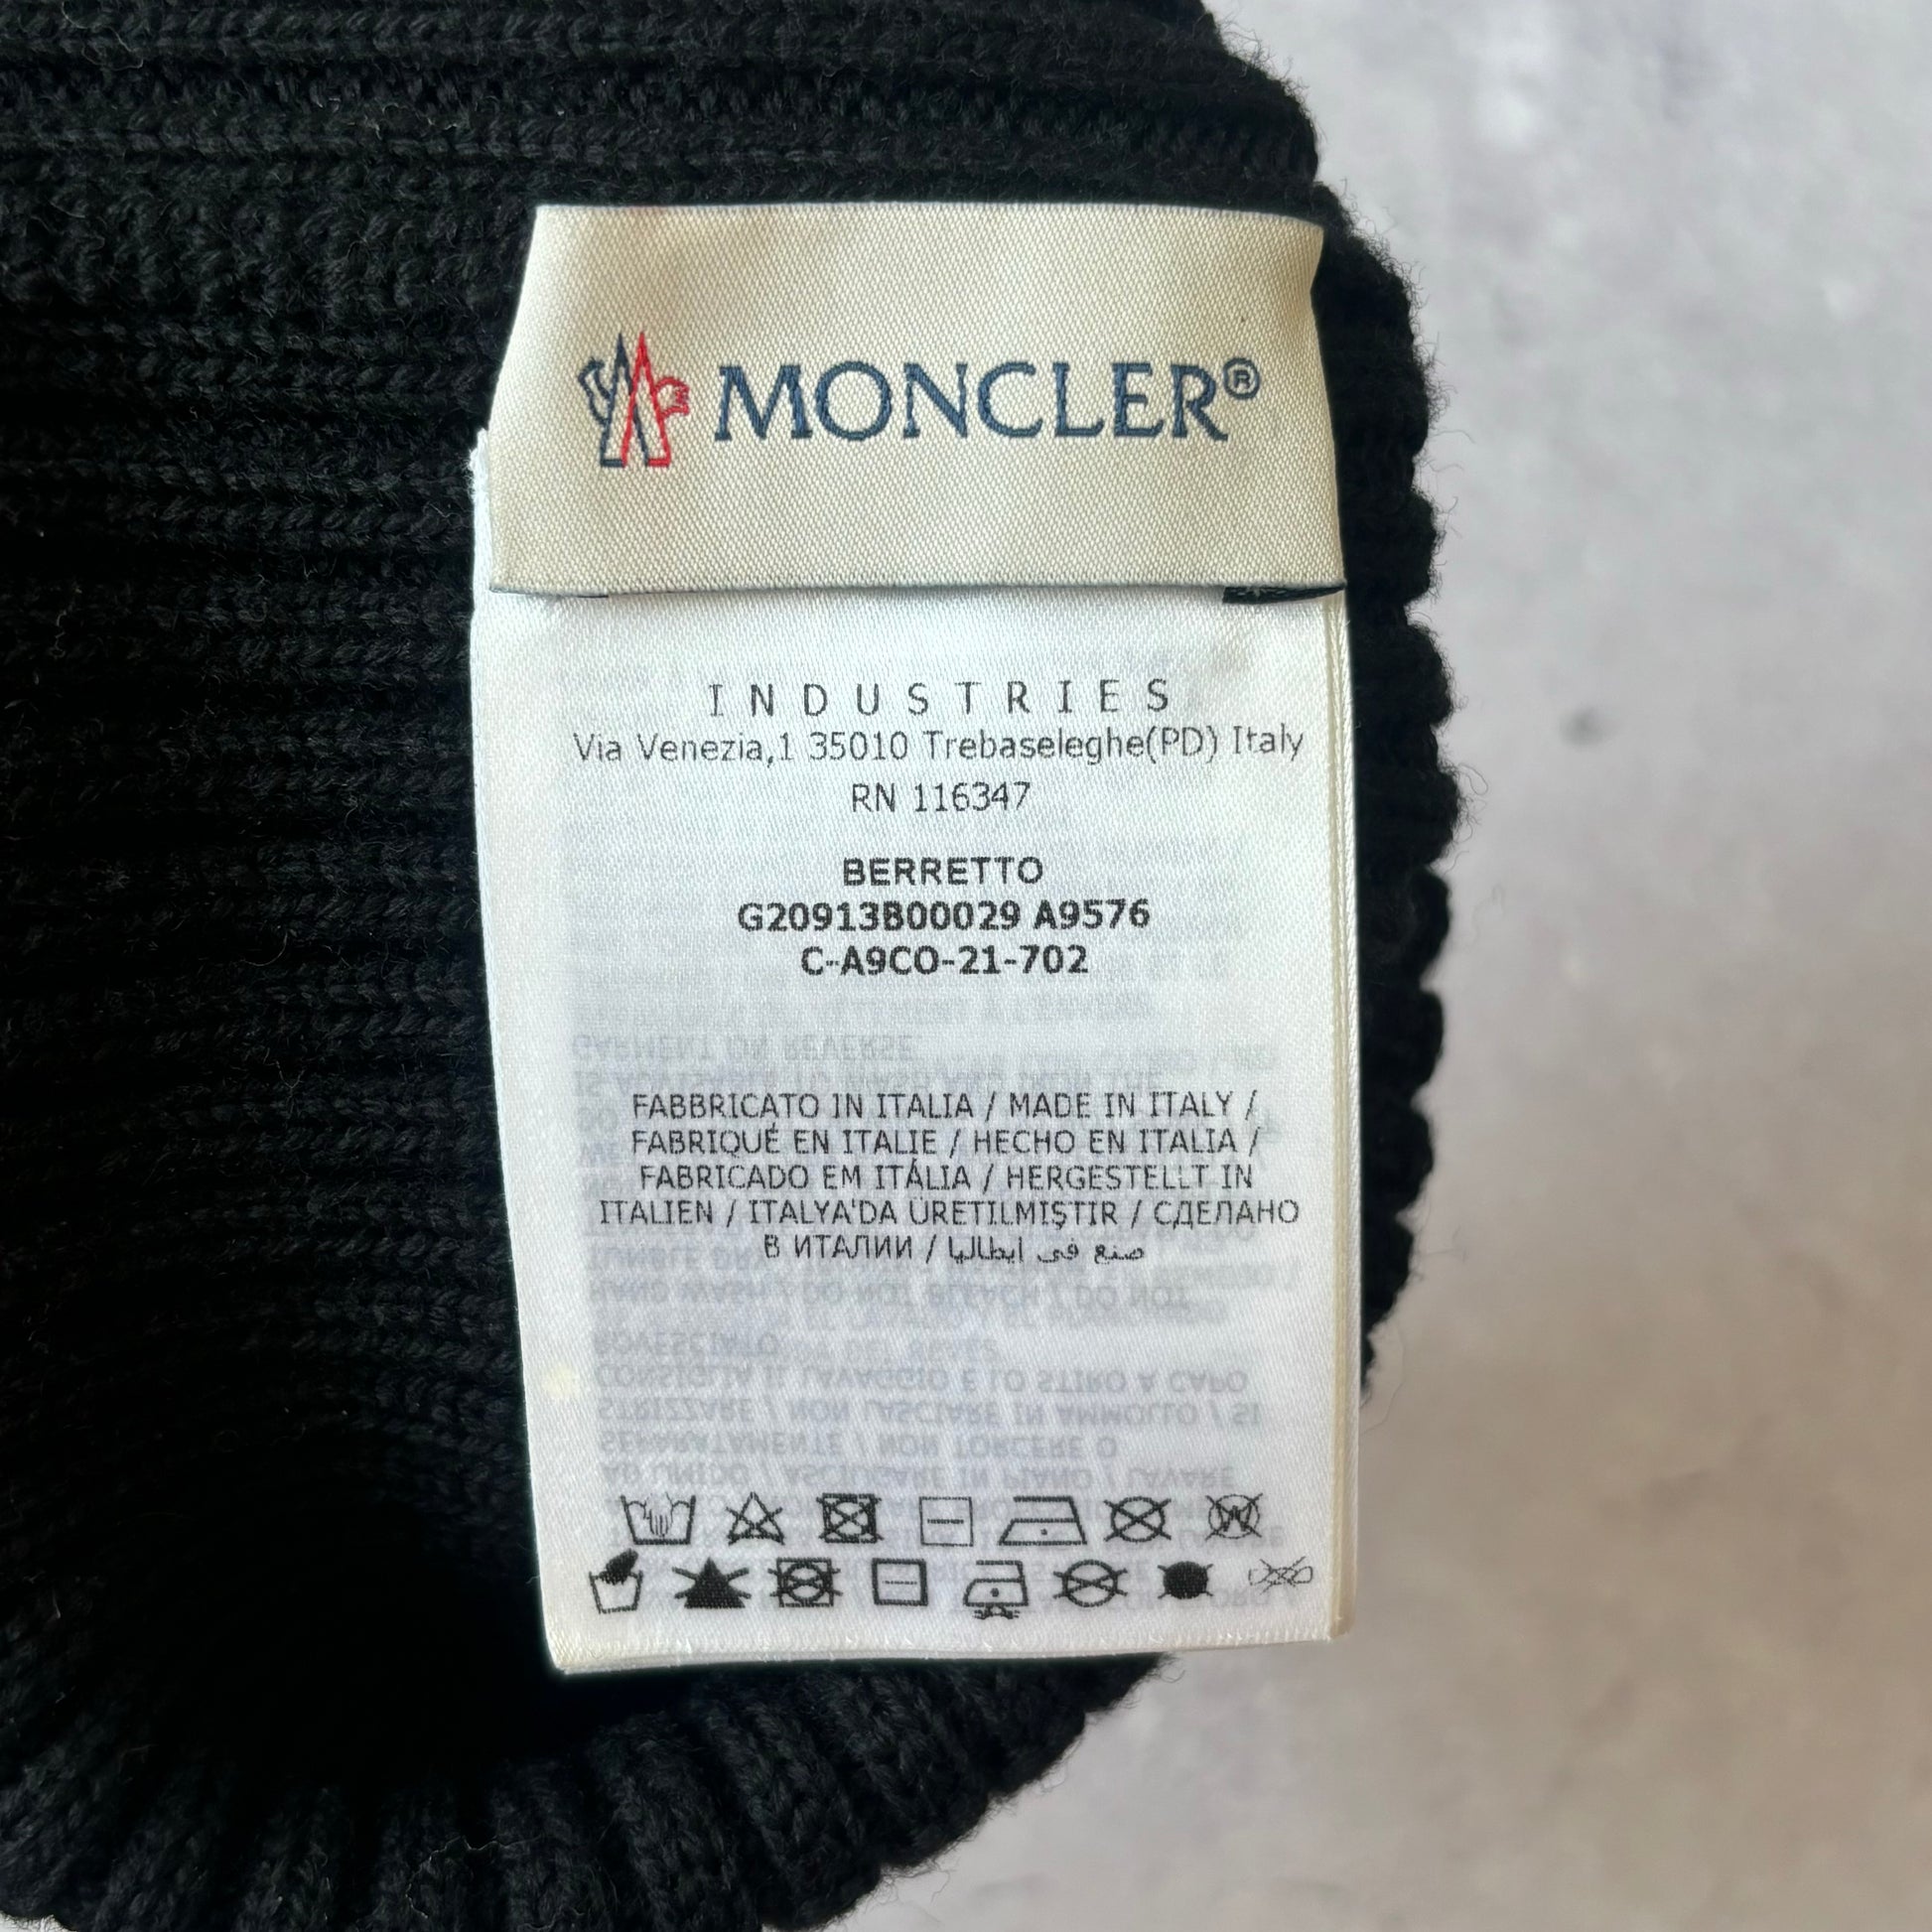 MONCLER®
INDUSTRIES
Via Venezia,1 35010 Trebaseleghe(PD) Italy
RN 116347
BERRETTO
G20913B00029 A9576
C-A9CO-21-702
FABBRICATO IN ITALIA / MADE IN ITALY /
FABRIQUÉ EN ITALIE / HECHO EN ITALIA /
FABRICADO EM ITÁLIA / HERGESTELLT IN
ITALIEN / ITALYA'DA ÜRETILMIŞTIR / СДЕЛАНО
В ИТАЛИИ / صنع فى ايطاليا